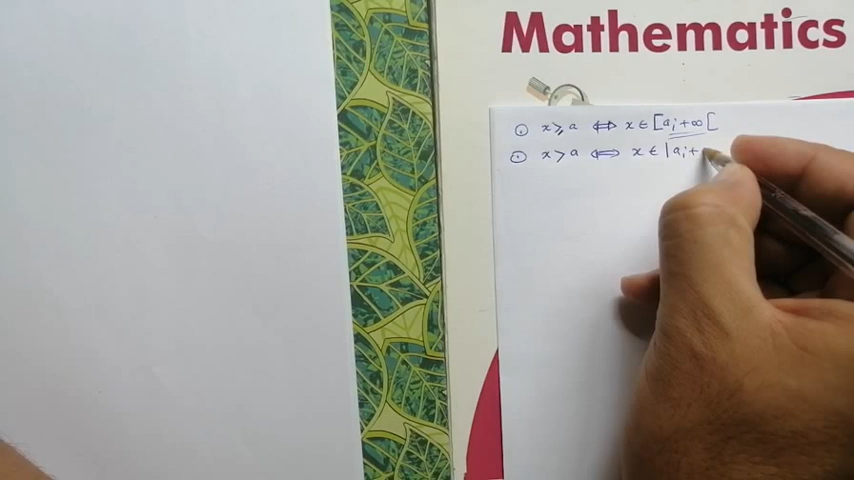 Mathematics
⊙ x ≥ a ⟺ x ∈ [a; +∞[
⊙ x > a ⟺ x ∈ ]a; +